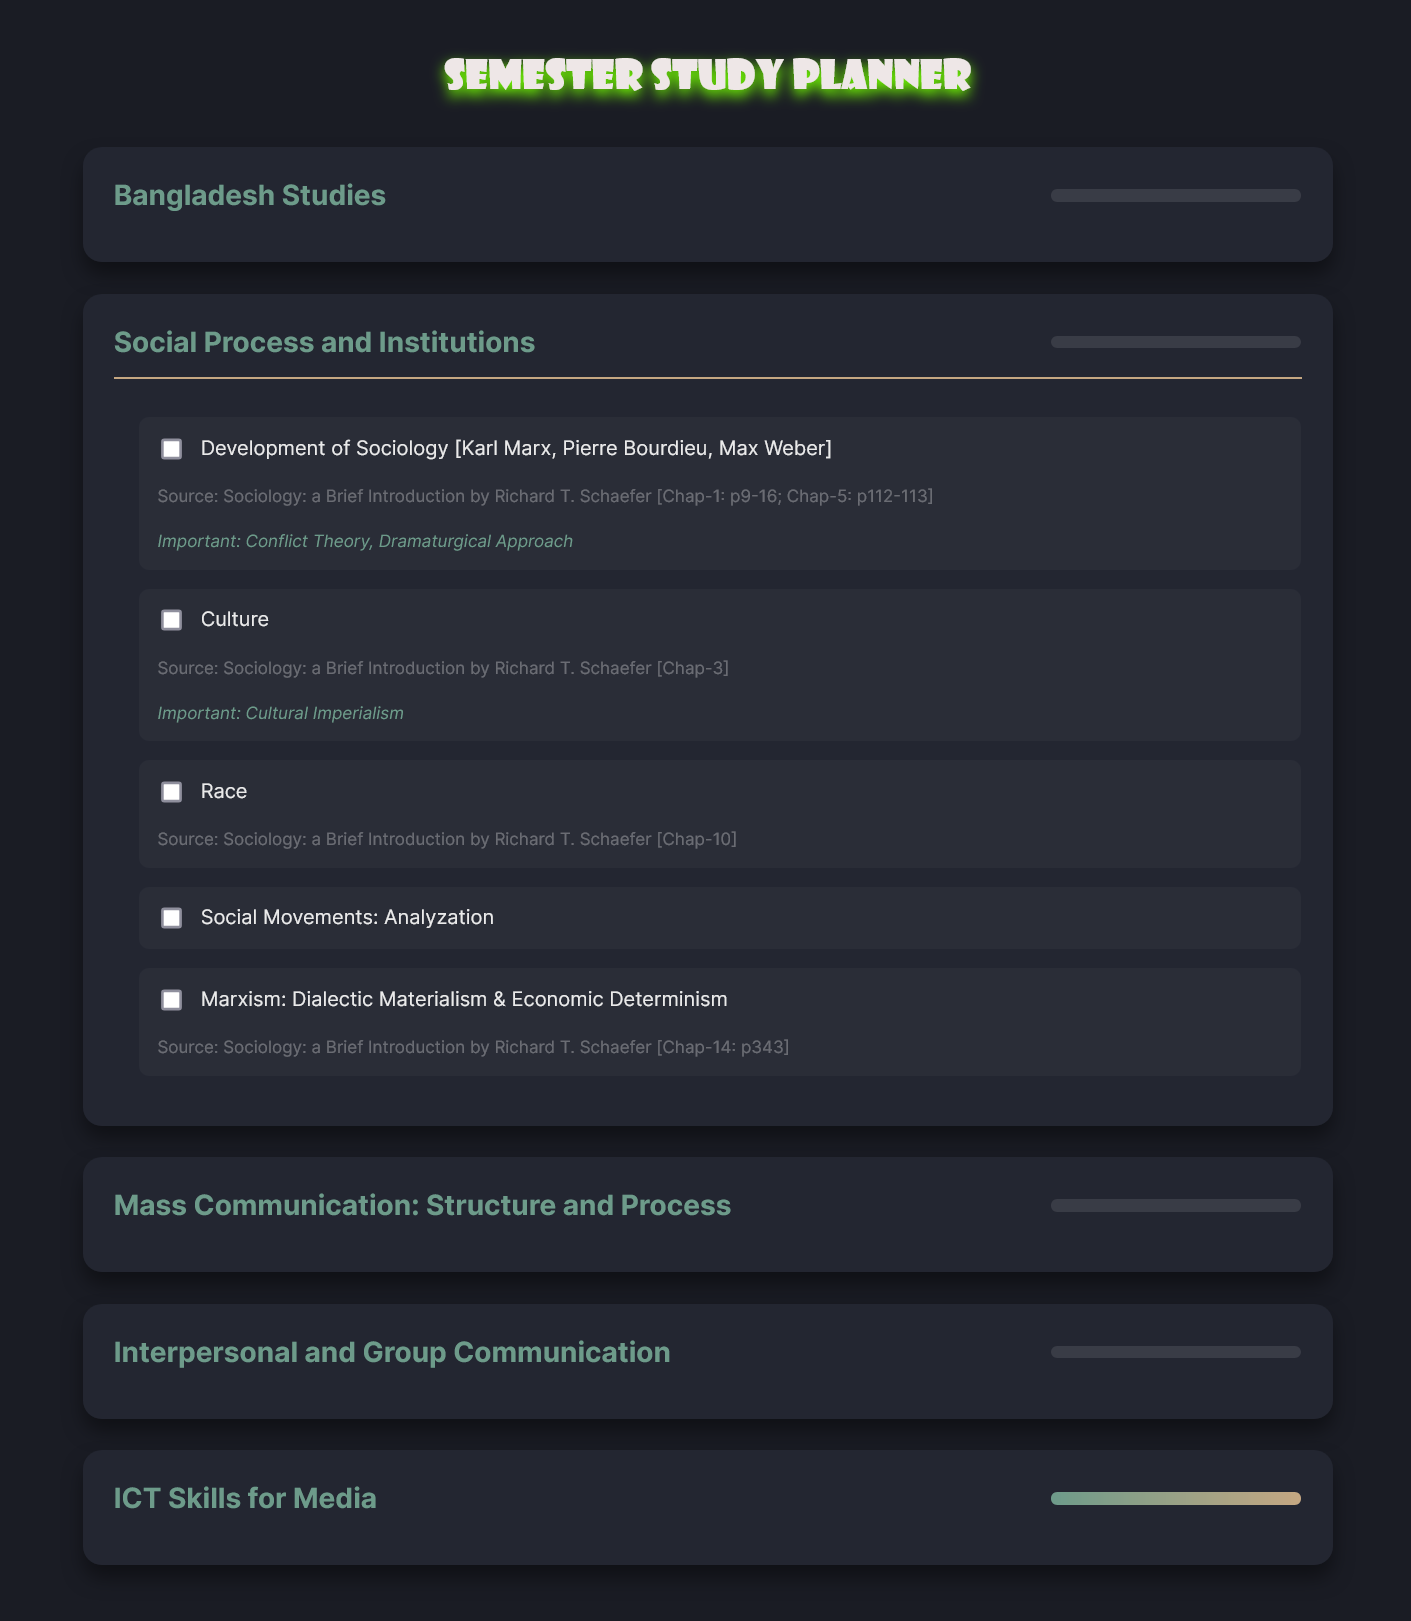 SEMESTER STUDY PLANNER
Bangladesh Studies
Social Process and Institutions
Development of Sociology [Karl Marx, Pierre Bourdieu, Max Weber]
Source: Sociology: a Brief Introduction by Richard T. Schaefer [Chap-1: p9-16; Chap-5: p112-113]
Important: Conflict Theory, Dramaturgical Approach
Culture
Source: Sociology: a Brief Introduction by Richard T. Schaefer [Chap-3]
Important: Cultural Imperialism
Race
Source: Sociology: a Brief Introduction by Richard T. Schaefer [Chap-10]
Social Movements: Analyzation
Marxism: Dialectic Materialism & Economic Determinism
Source: Sociology: a Brief Introduction by Richard T. Schaefer [Chap-14: p343]
Mass Communication: Structure and Process
Interpersonal and Group Communication
ICT Skills for Media